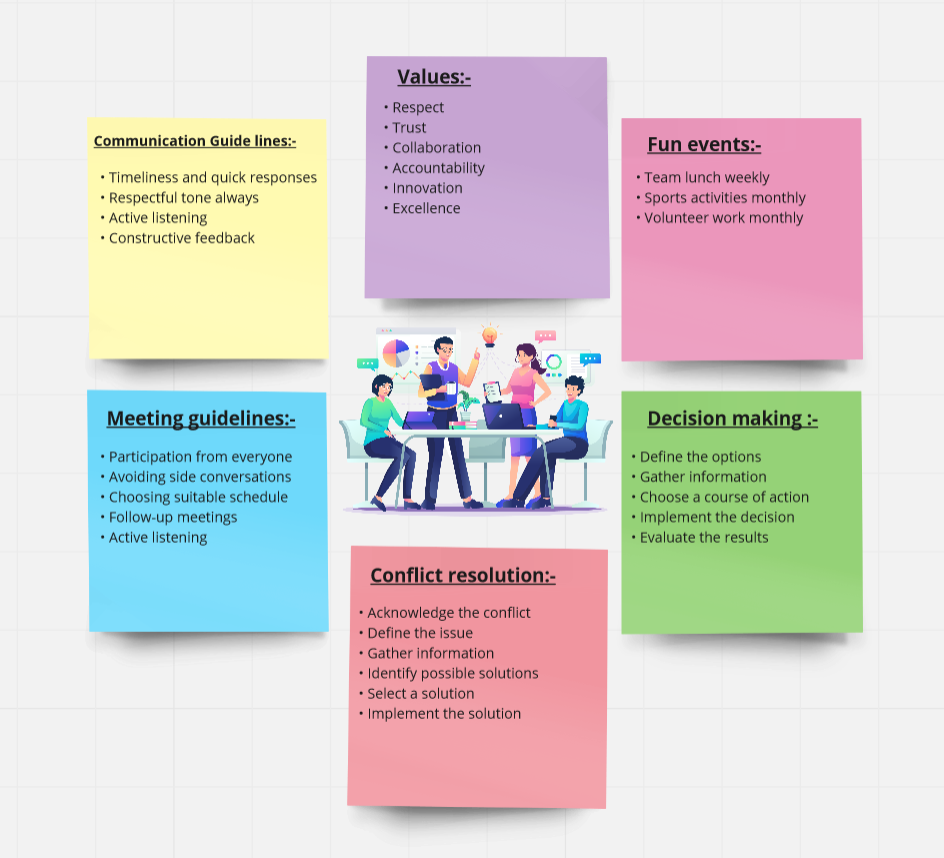 Values:-
• Respect
• Trust
• Collaboration
• Accountability
• Innovation
• Excellence
Communication Guide lines:-
• Timeliness and quick responses
• Respectful tone always
• Active listening
• Constructive feedback
Fun events:-
• Team lunch weekly
• Sports activities monthly
• Volunteer work monthly
Meeting guidelines:-
• Participation from everyone
• Avoiding side conversations
• Choosing suitable schedule
• Follow-up meetings
• Active listening
Decision making :-
• Define the options
• Gather information
• Choose a course of action
• Implement the decision
• Evaluate the results
Conflict resolution:-
• Acknowledge the conflict
• Define the issue
• Gather information
• Identify possible solutions
• Select a solution
• Implement the solution